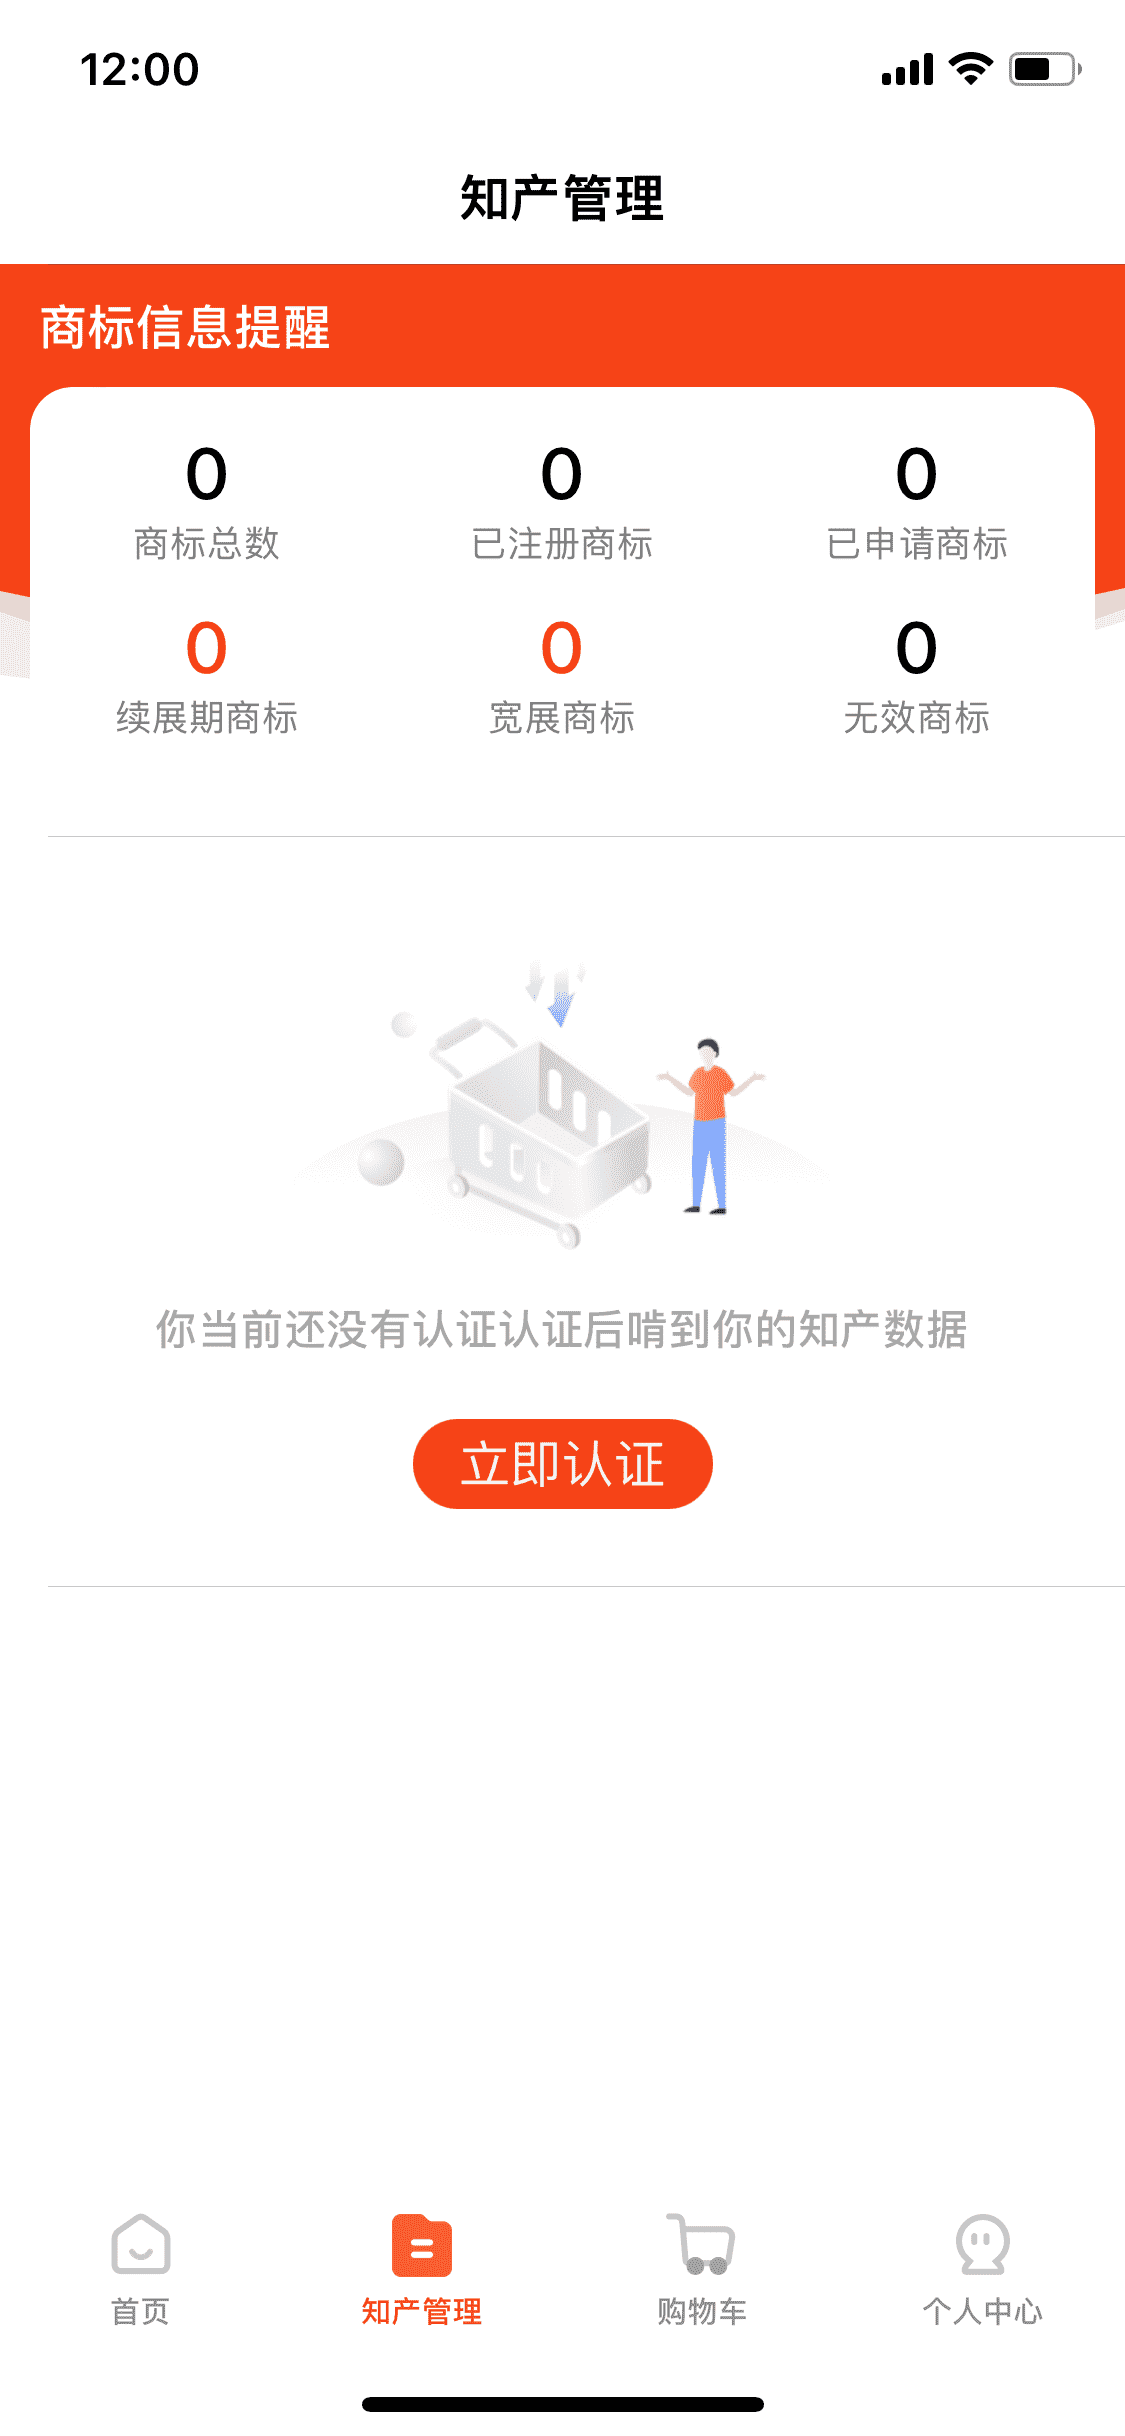 12:00
知产管理
商标信息提醒
0 0 0
商标总数 已注册商标 已申请商标
0 0 0
续展期商标 宽展商标 无效商标
你当前还没有认证认证后啃到你的知产数据
立即认证
首页 知产管理 购物车 个人中心